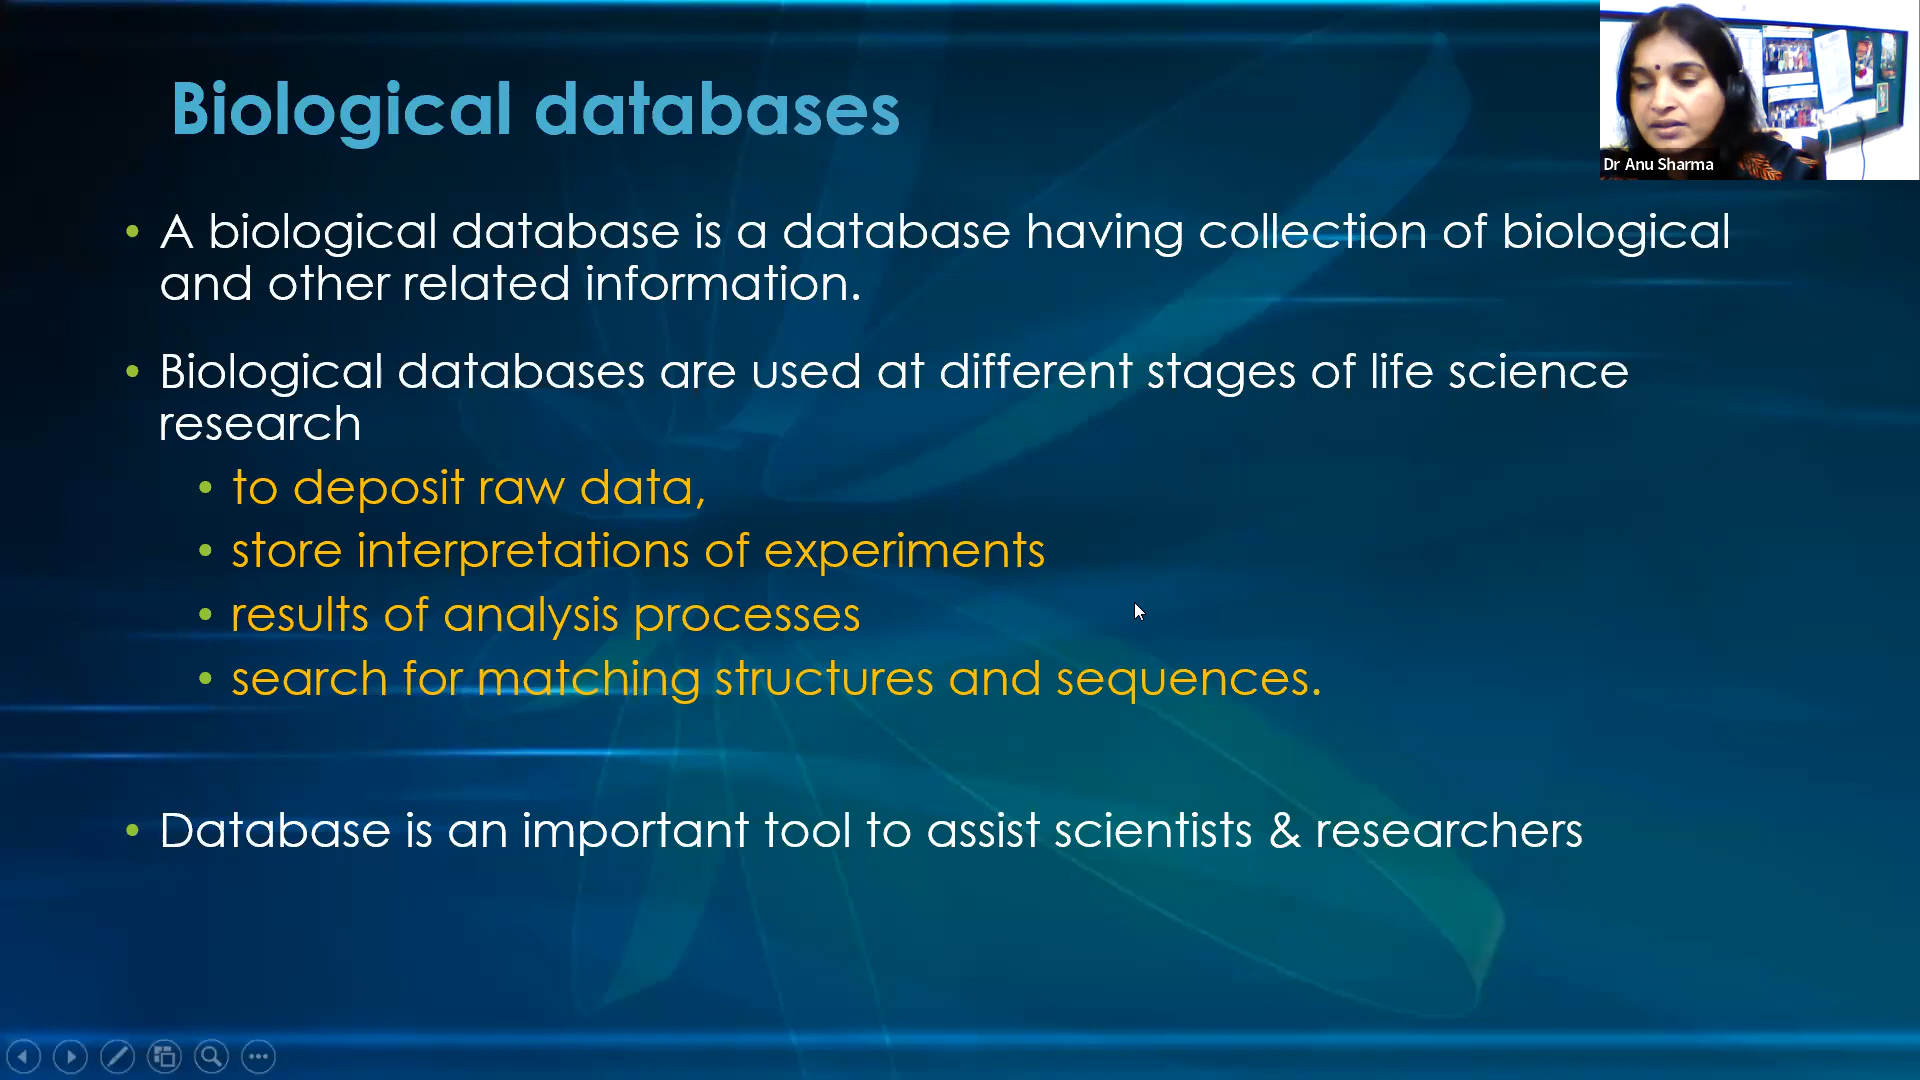 Biological databases
Dr Anu Sharma
• A biological database is a database having collection of biological
and other related information.
• Biological databases are used at different stages of life science
research
• to deposit raw data,
• store interpretations of experiments
• results of analysis processes
• search for matching structures and sequences.
• Database is an important tool to assist scientists & researchers